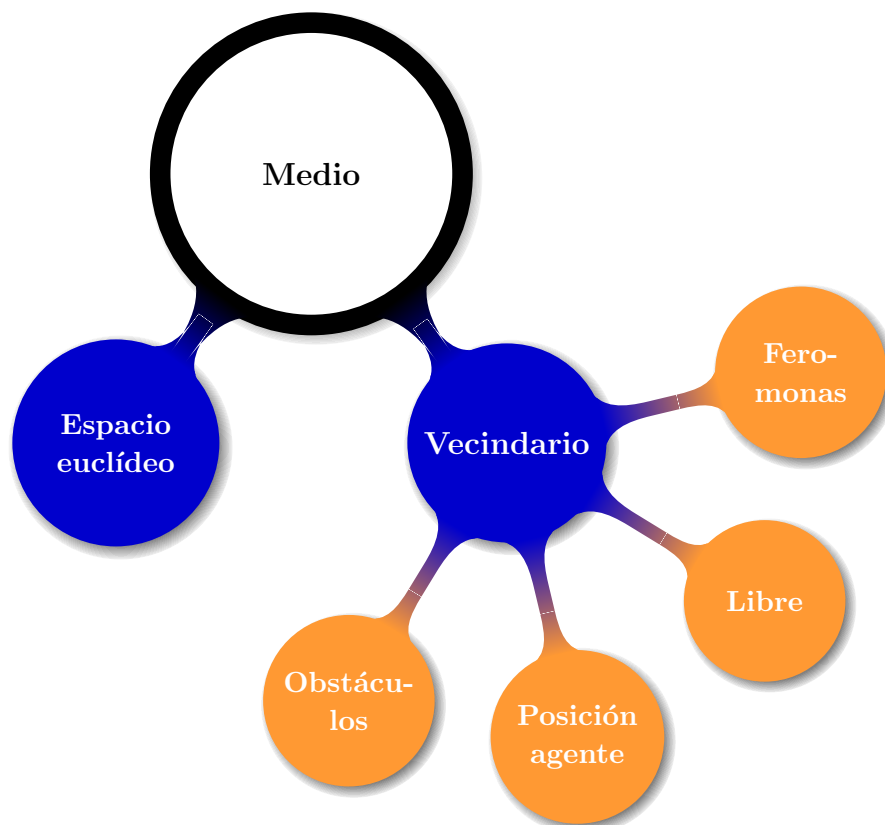 Medio
Espacio
euclídeo
Vecindario
Fero-
monas
Libre
Obstácu-
los
Posición
agente